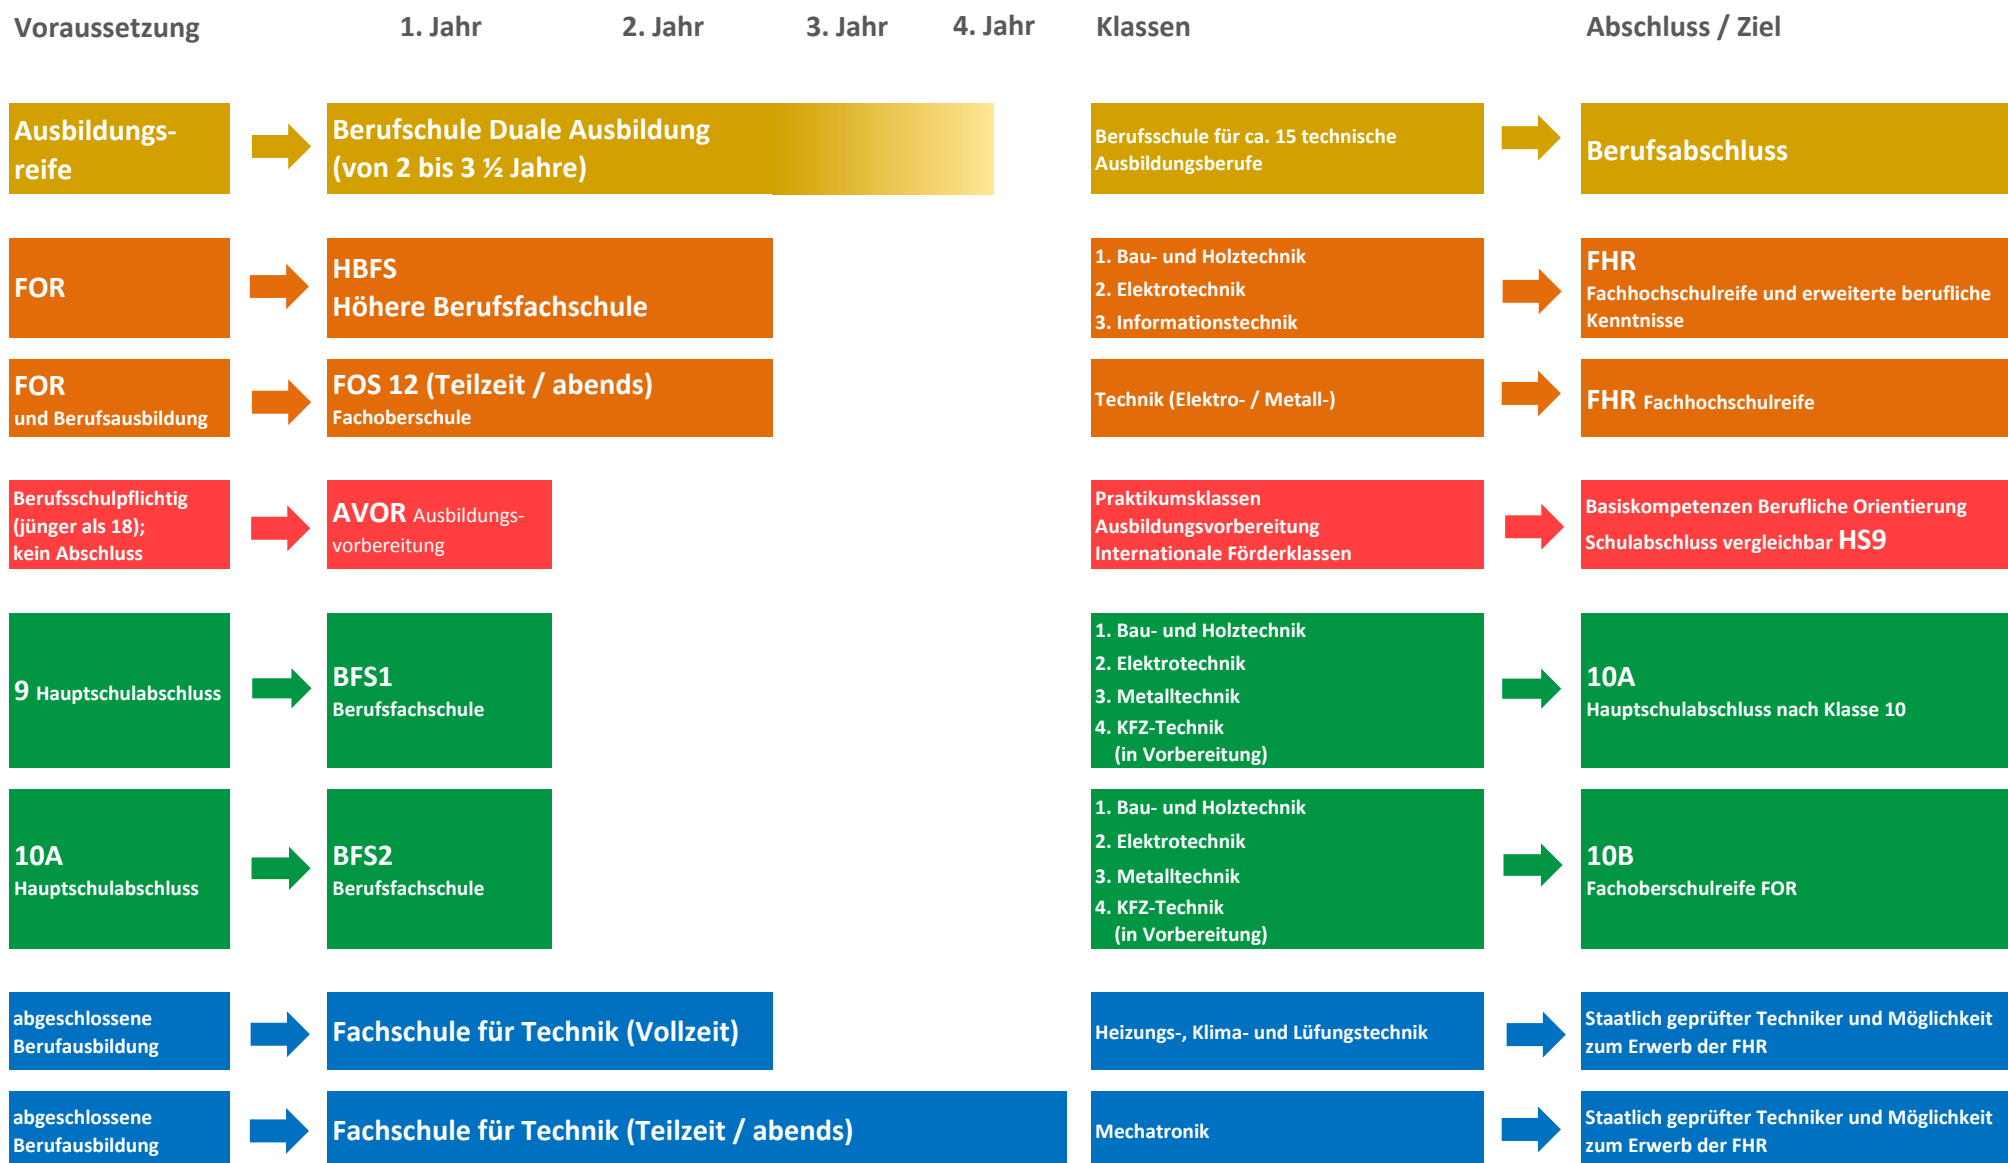 Voraussetzung 1. Jahr 2. Jahr 3. Jahr 4. Jahr Klassen Abschluss / Ziel
Ausbildungs-
reife
Berufschule Duale Ausbildung
(von 2 bis 3 ½ Jahre)
Berufsschule für ca. 15 technische
Ausbildungsberufe
Berufsabschluss
FOR
HBFS
Höhere Berufsfachschule
1. Bau- und Holztechnik
2. Elektrotechnik
3. Informationstechnik
FHR
Fachhochschulreife und erweiterte berufliche
Kenntnisse
FOR
und Berufsausbildung
FOS 12 (Teilzeit / abends)
Fachoberschule
Technik (Elektro- / Metall-)
FHR Fachhochschulreife
Berufsschulpflichtig
(jünger als 18);
kein Abschluss
AVOR Ausbildungs-
vorbereitung
Praktikumsklassen
Ausbildungsvorbereitung
Internationale Förderklassen
Basiskompetenzen Berufliche Orientierung
Schulabschluss vergleichbar HS9
9 Hauptschulabschluss
BFS1
Berufsfachschule
1. Bau- und Holztechnik
2. Elektrotechnik
3. Metalltechnik
4. KFZ-Technik
(in Vorbereitung)
10A
Hauptschulabschluss nach Klasse 10
10A
Hauptschulabschluss
BFS2
Berufsfachschule
1. Bau- und Holztechnik
2. Elektrotechnik
3. Metalltechnik
4. KFZ-Technik
(in Vorbereitung)
10B
Fachoberschulreife FOR
abgeschlossene
Berufausbildung
Fachschule für Technik (Vollzeit)
Heizungs-, Klima- und Lüfungstechnik
Staatlich geprüfter Techniker und Möglichkeit
zum Erwerb der FHR
abgeschlossene
Berufausbildung
Fachschule für Technik (Teilzeit / abends)
Mechatronik
Staatlich geprüfter Techniker und Möglichkeit
zum Erwerb der FHR